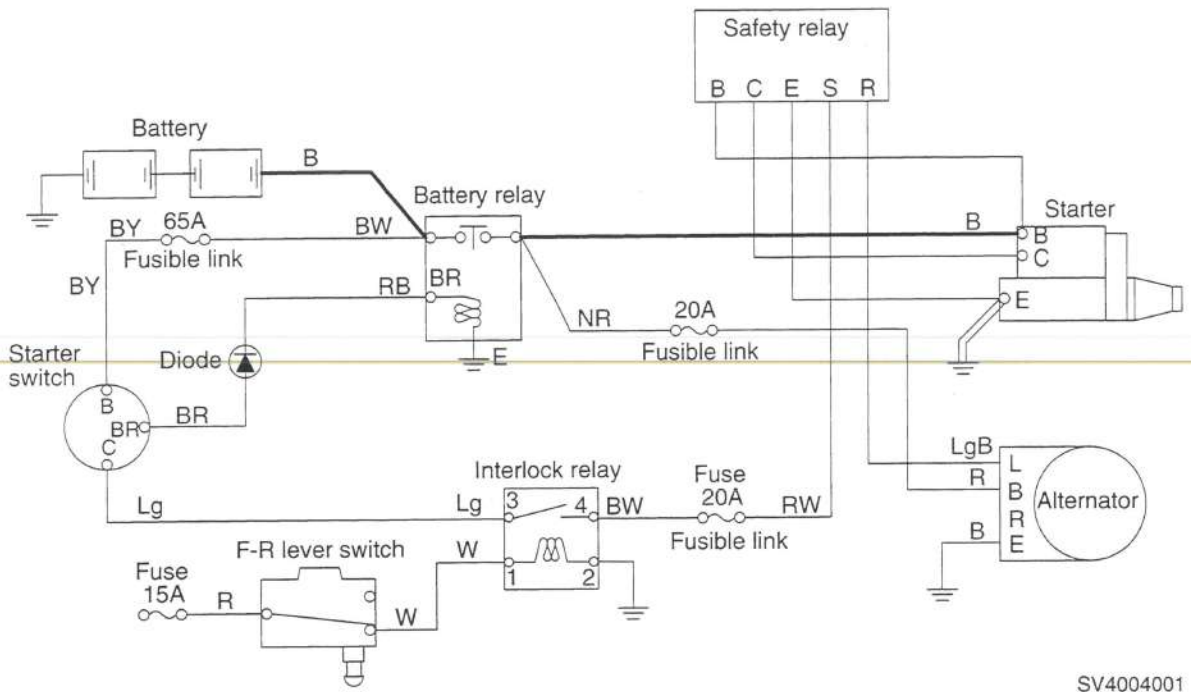 Safety relay
B C E S R
Battery
B
Battery relay
BY
65A
Fusible link
BW
B
Starter
B
C
BY
RB
BR
E
NR
20A
Fusible link
E
Starter
switch
Diode
B
BR
C
BR
LgB
R
B
L
B
R
E
Alternator
Interlock relay
Lg
Lg
3
4
BW
Fuse
20A
Fusible link
RW
F-R lever switch
W
1
2
Fuse
15A
R
W
SV4004001